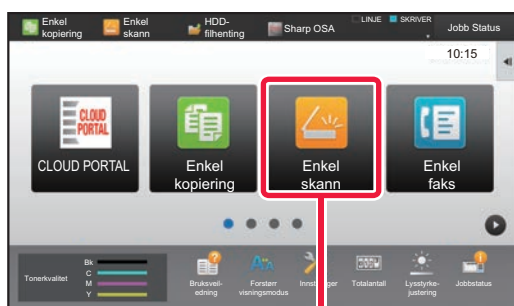 Enkel
kopiering
Enkel
skann
HDD-
filhenting
Sharp OSA
LINJE
SKRIVER
Jobb Status
10:15
CLOUD
PORTAL
CLOUD PORTAL
Enkel
kopiering
Enkel
skann
Enkel
faks
Tonerkvalitet
Bk
C
M
Y
Bruksveil-
edning
Forstørr
visningsmodus
Totalantall
Lysstyrke-
justering
Jobbstatus